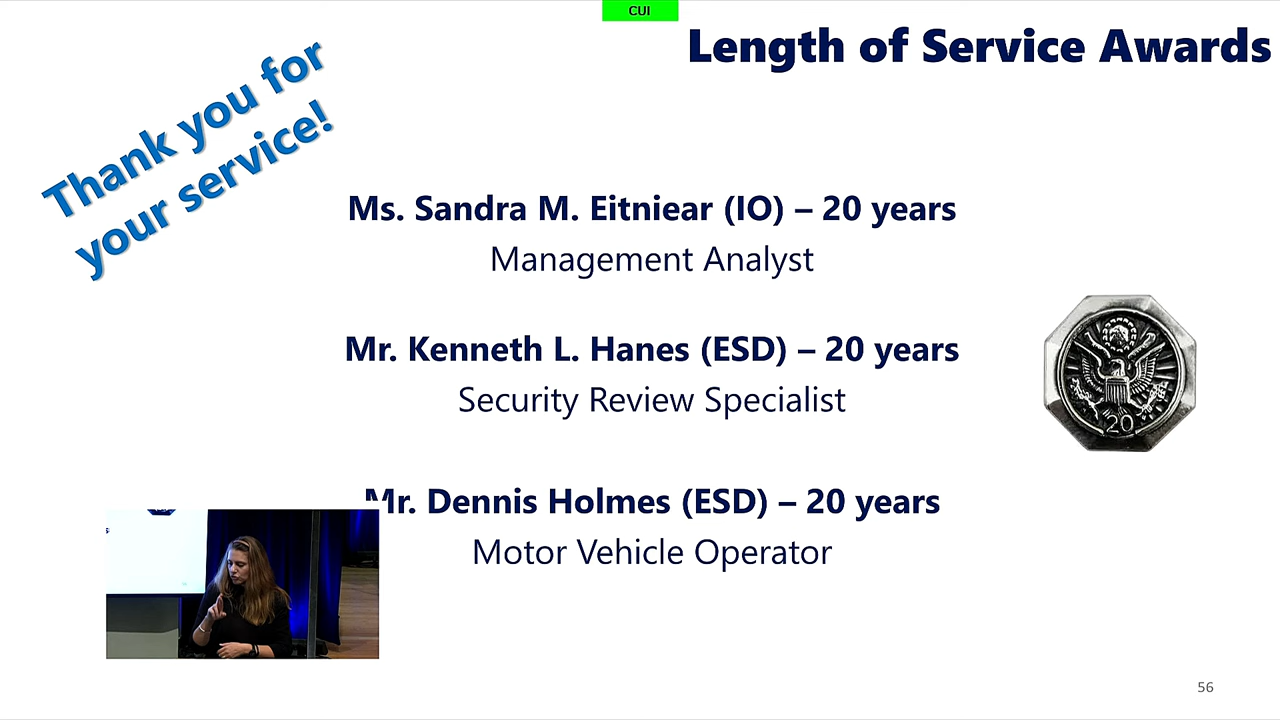 CUI
Length of Service Awards
Thank you for
your service!
Ms. Sandra M. Eitniear (IO) – 20 years
Management Analyst
Mr. Kenneth L. Hanes (ESD) – 20 years
Security Review Specialist
20
Mr. Dennis Holmes (ESD) – 20 years
Motor Vehicle Operator
56